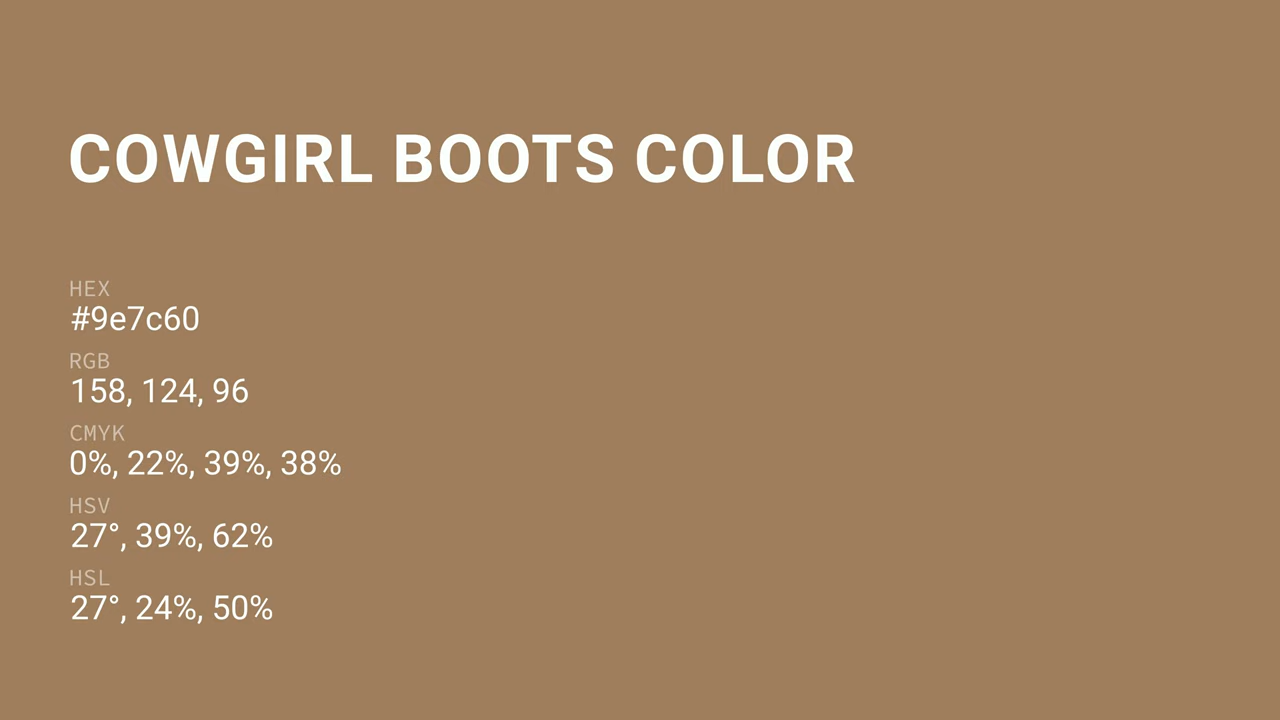 COWGIRL BOOTS COLOR
HEX
#9e7c60
RGB
158, 124, 96
CMYK
0%, 22%, 39%, 38%
HSV
27°, 39%, 62%
HSL
27°, 24%, 50%